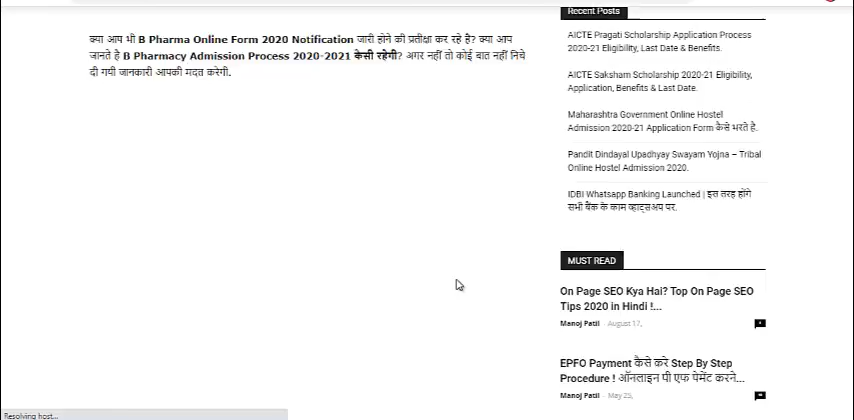 क्या आप भी B Pharma Online Form 2020 Notification जारी होने की प्रतीक्षा कर रहे है? क्या आप
जानते है B Pharmacy Admission Process 2020-2021 केसी रहेगी? अगर नहीं तो कोई बात नहीं निचे
दी गयी जानकारी आपकी मदत करेगी.
Recent Posts
AICTE Pragati Scholarship Application Process
2020-21 Eligibility, Last Date & Benefits.
AICTE Saksham Scholarship 2020-21 Eligibility,
Application, Benefits & Last Date.
Maharashtra Government Online Hostel
Admission 2020-21 Application Form कैसे भरते है.
Pandit Dindayal Upadhyay Swayam Yojna – Tribal
Online Hostel Admission 2020.
IDBI Whatsapp Banking Launched | इस तरह होंगे
सभी बैंक के काम व्हाट्सअप पर.
MUST READ
On Page SEO Kya Hai? Top On Page SEO
Tips 2020 in Hindi !...
Manoj Patil - August 17,
EPFO Payment कैसे करे Step By Step
Procedure ! ऑनलाइन पी एफ पेमेंट करने...
Manoj Patil - May 25,
Resolving host...